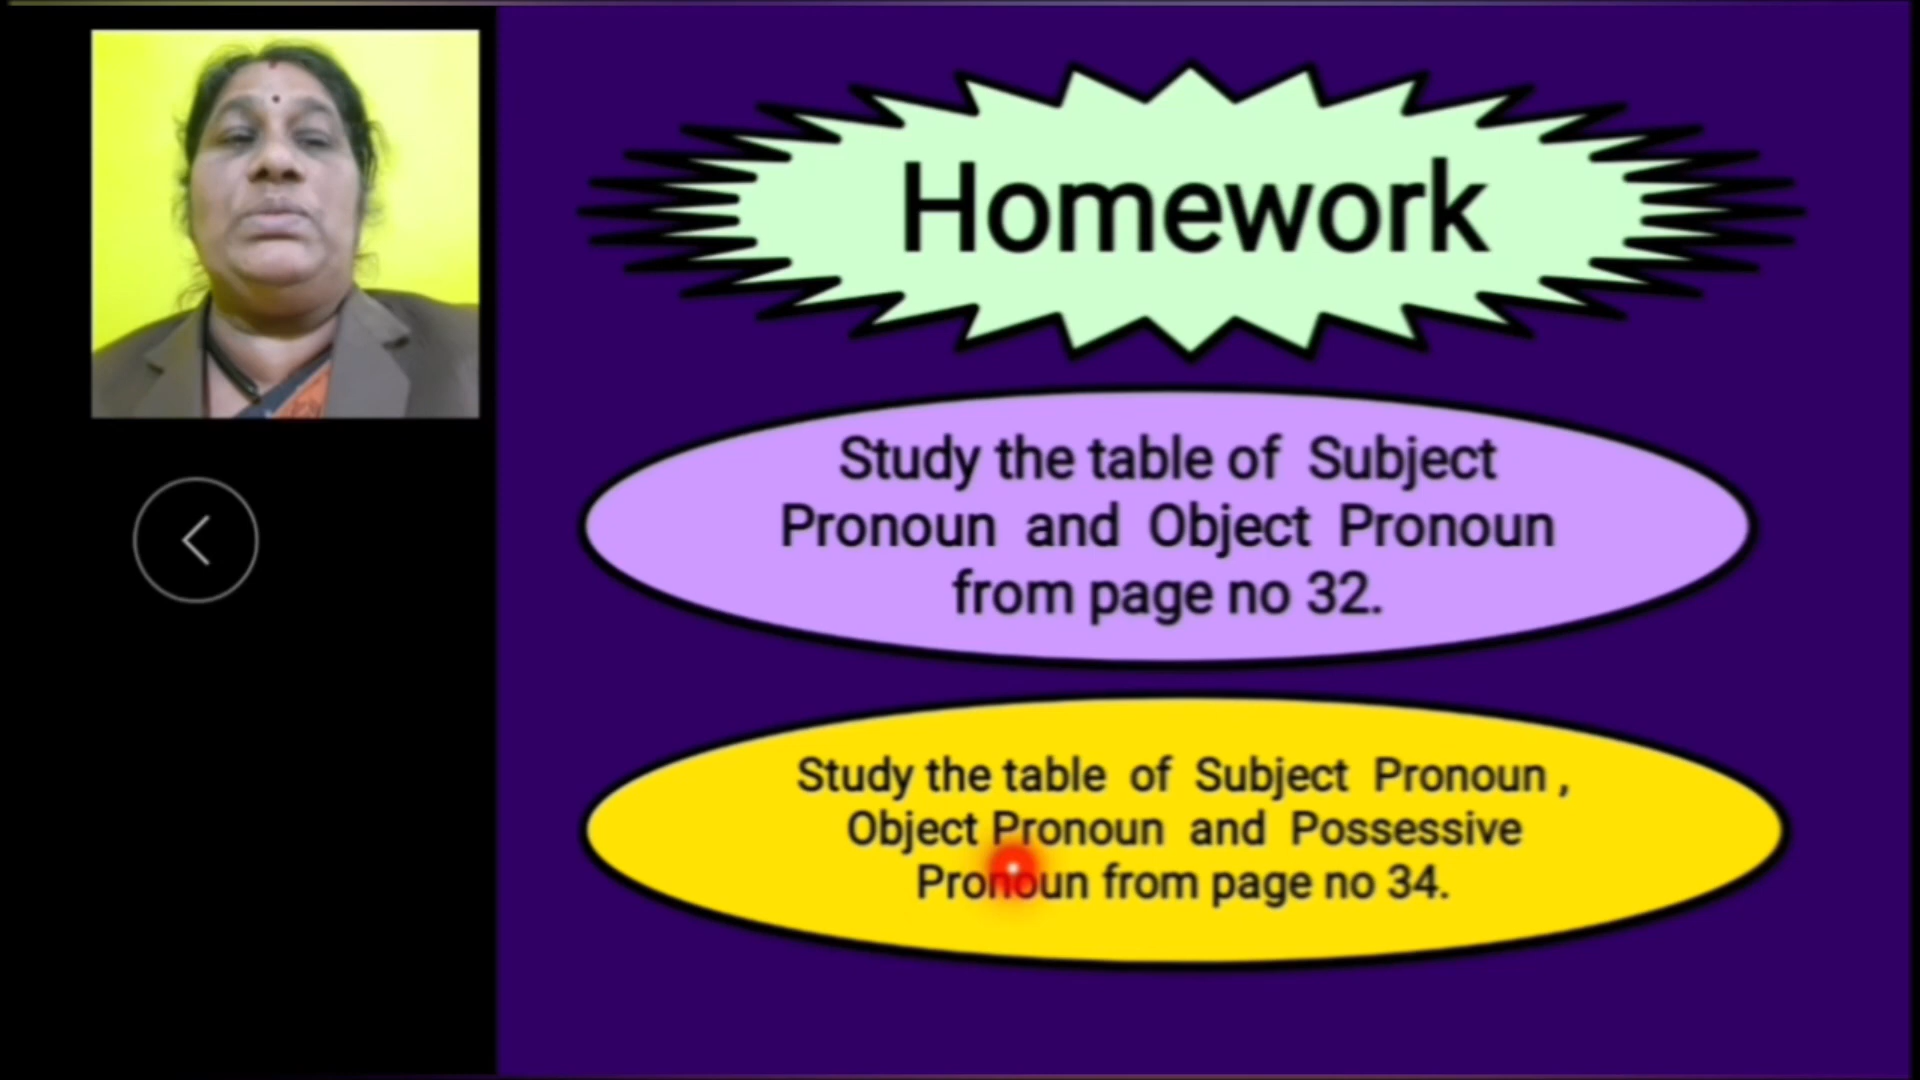 Homework
Study the table of Subject
Pronoun and Object Pronoun
from page no 32.
Study the table of Subject Pronoun ,
Object Pronoun and Possessive
Pronoun from page no 34.